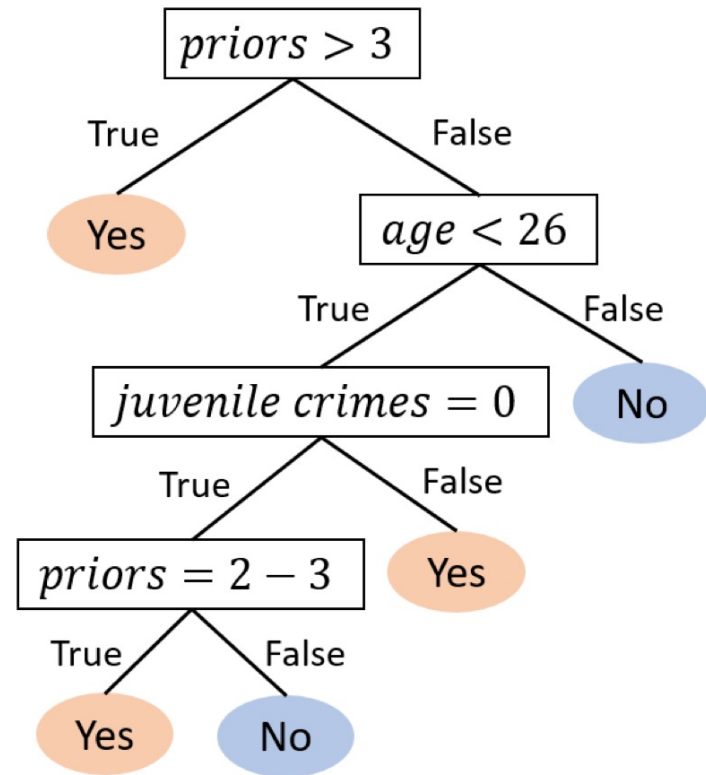 priors > 3
True
False
Yes
age < 26
True
False
juvenile crimes = 0
No
True
False
priors = 2 − 3
Yes
True
False
Yes
No